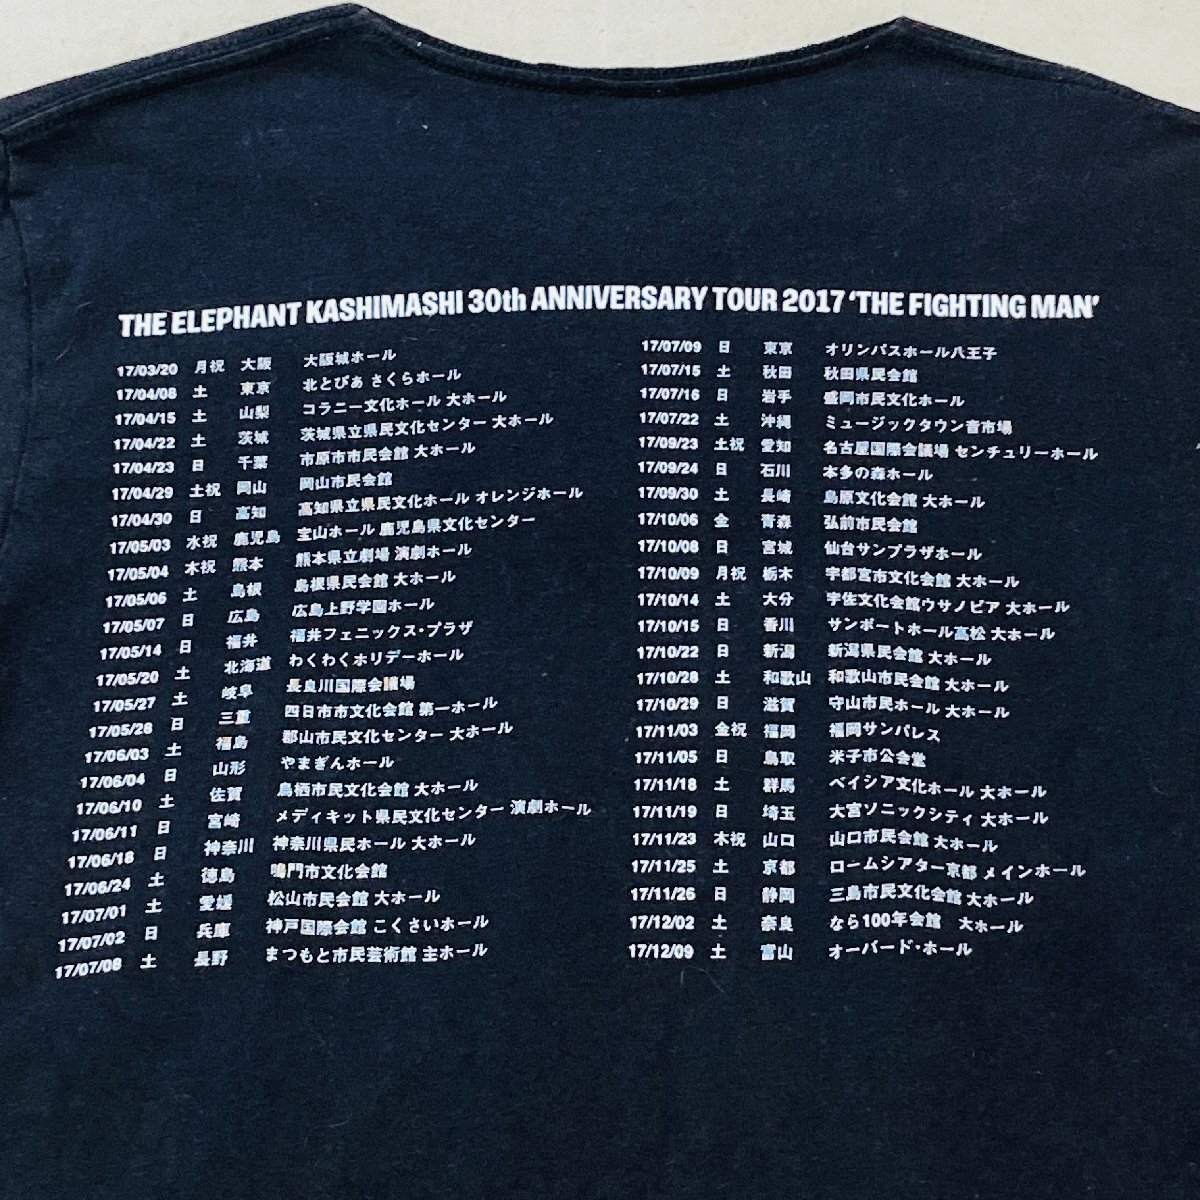 THE ELEPHANT KASHIMASHI 30th ANNIVERSARY TOUR 2017 ‘THE FIGHTING MAN’
17/03/20 月祝 大阪 大阪城ホール
17/04/08 土 東京 北とぴあ さくらホール
17/04/15 土 山梨 コラニー文化ホール 大ホール
17/04/22 土 茨城 茨城県立県民文化センター 大ホール
17/04/23 日 千葉 市原市市民会館 大ホール
17/04/29 土祝 岡山 岡山市民会館
17/04/30 日 高知 高知県立県民文化ホール オレンジホール
17/05/03 水祝 鹿児島 宝山ホール 鹿児島県文化センター
17/05/04 木祝 熊本 熊本県立劇場 演劇ホール
17/05/06 土 島根 島根県民会館 大ホール
17/05/07 日 広島 広島上野学園ホール
17/05/14 日 福井 福井フェニックス・プラザ
17/05/20 土 北海道 わくわくホリデーホール
17/05/27 土 岐阜 長良川国際会議場
17/05/28 日 三重 四日市市文化会館 第一ホール
17/06/03 土 福島 郡山市民文化センター 大ホール
17/06/04 日 山形 やまぎんホール
17/06/10 土 佐賀 鳥栖市民文化会館 大ホール
17/06/11 日 宮崎 メディキット県民文化センター 演劇ホール
17/06/18 日 神奈川 神奈川県民ホール 大ホール
17/06/24 土 徳島 鳴門市文化会館
17/07/01 土 愛媛 松山市民会館 大ホール
17/07/02 日 兵庫 神戸国際会館 こくさいホール
17/07/08 土 長野 まつもと市民芸術館 主ホール
17/07/09 日 東京 オリンパスホール八王子
17/07/15 土 秋田 秋田県民会館
17/07/16 日 岩手 盛岡市民文化ホール
17/07/22 土 沖縄 ミュージックタウン音市場
17/09/23 土祝 愛知 名古屋国際会議場 センチュリーホール
17/09/24 日 石川 本多の森ホール
17/09/30 土 長崎 島原文化会館 大ホール
17/10/06 金 青森 弘前市民会館
17/10/08 日 宮城 仙台サンプラザホール
17/10/09 月祝 栃木 宇都宮市文化会館 大ホール
17/10/14 土 大分 宇佐文化会館ウサノピア 大ホール
17/10/15 日 香川 サンポートホール高松 大ホール
17/10/22 日 新潟 新潟県民会館 大ホール
17/10/28 土 和歌山 和歌山市民会館 大ホール
17/10/29 日 滋賀 守山市民ホール 大ホール
17/11/03 金祝 福岡 福岡サンパレス
17/11/05 日 鳥取 米子市公会堂
17/11/18 土 群馬 ベイシア文化ホール 大ホール
17/11/19 日 埼玉 大宮ソニックシティ 大ホール
17/11/23 木祝 山口 山口市民会館 大ホール
17/11/25 土 京都 ロームシアター京都 メインホール
17/11/26 日 静岡 三島市民文化会館 大ホール
17/12/02 土 奈良 なら100年会館 大ホール
17/12/09 土 富山 オーバード・ホール